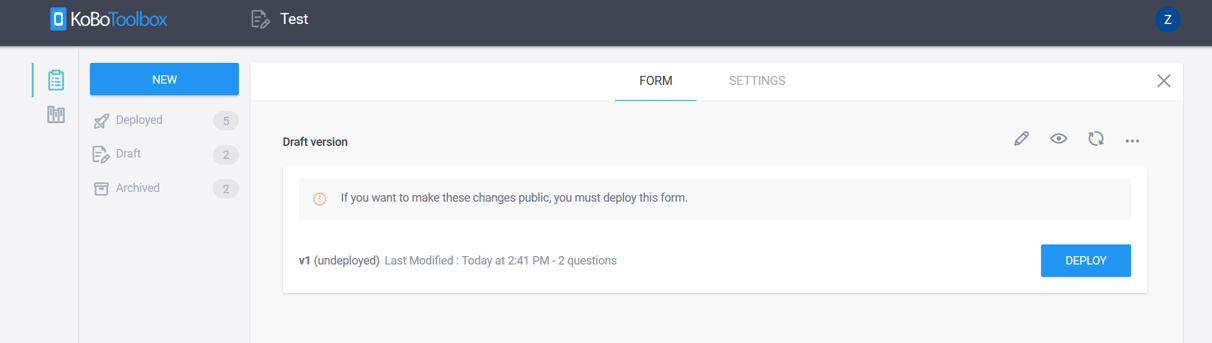 KoBoToolbox
Test
Z
NEW
Deployed 5
Draft 2
Archived 2
FORM SETTINGS
Draft version
If you want to make these changes public, you must deploy this form.
v1 (undeployed) Last Modified : Today at 2:41 PM - 2 questions
DEPLOY